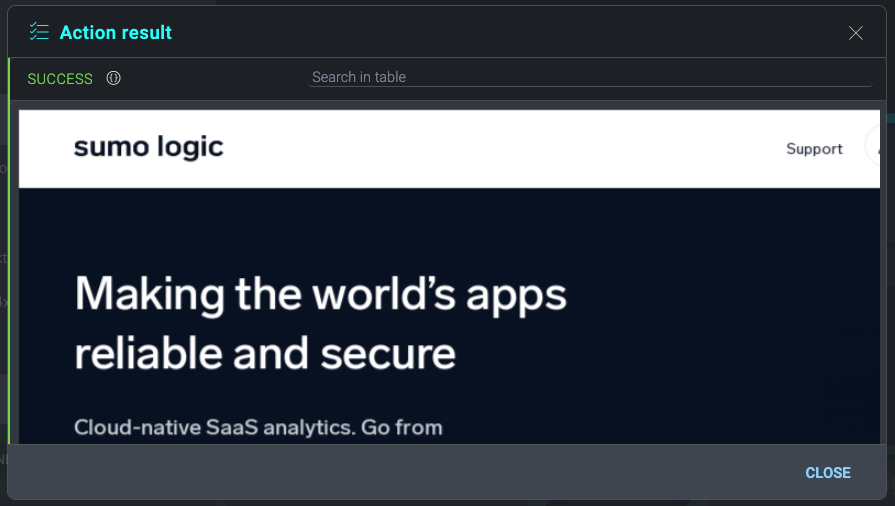 Action result
SUCCESS
Search in table
sumo logic
Support
Making the world's apps
reliable and secure
Cloud-native SaaS analytics. Go from
CLOSE